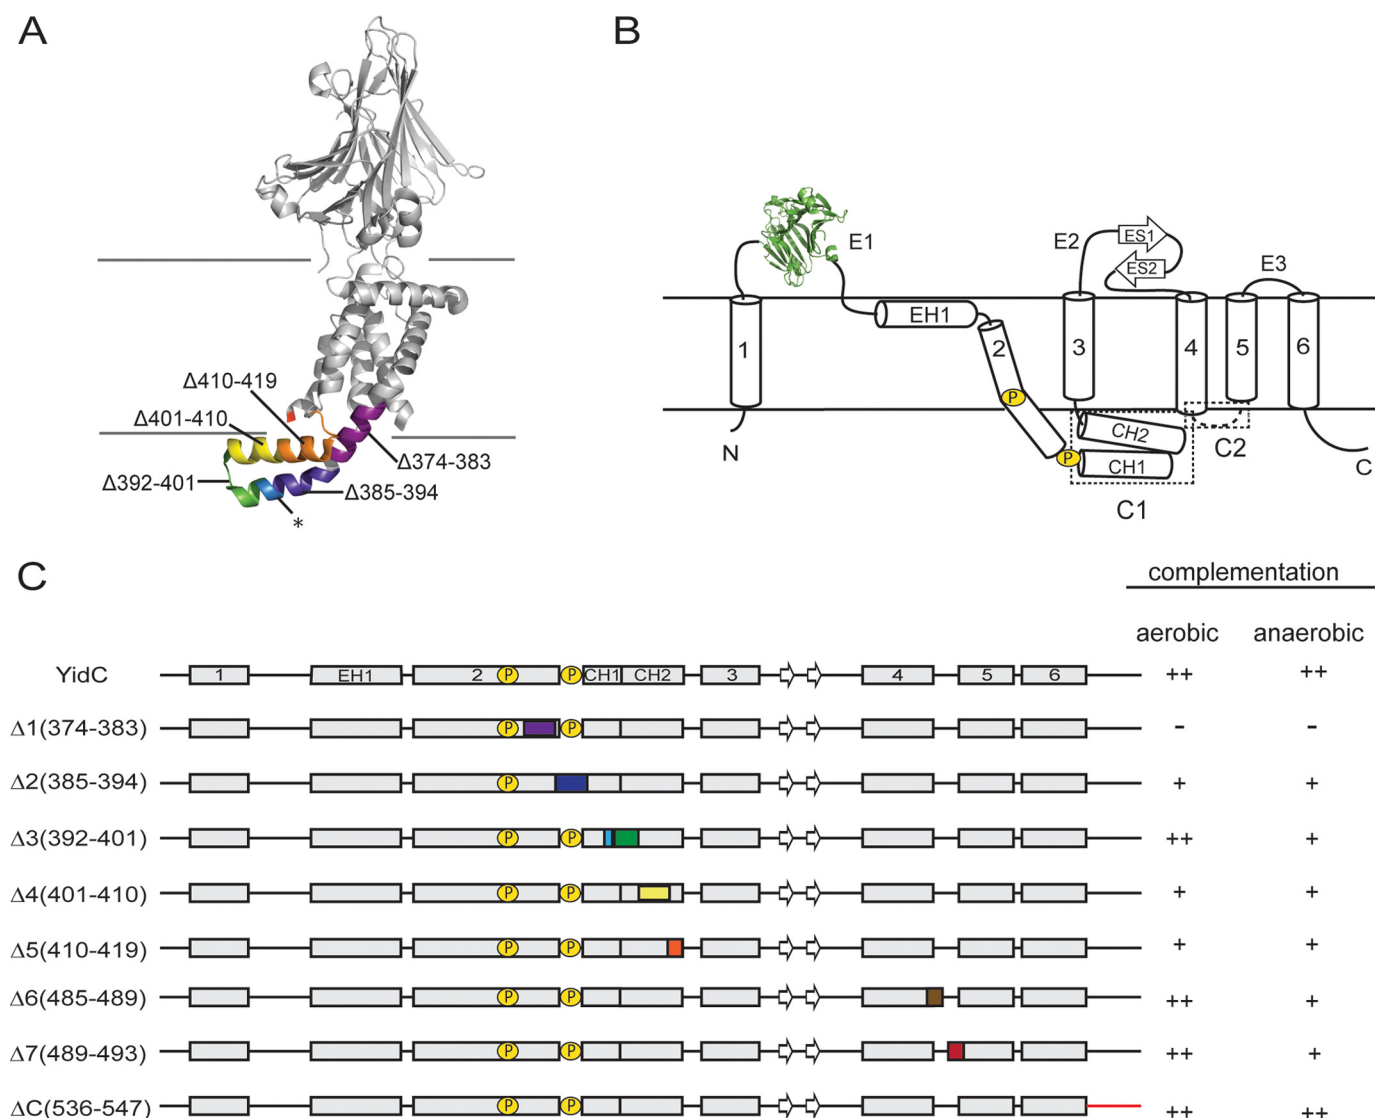 A
Δ410-419
Δ401-410
Δ392-401
Δ374-383
Δ385-394
*
B
E1
E2
ES1
ES2
E3
EH1
1
2
3
4
5
6
P
P
CH2
CH1
N
C2
C
C1
C
complementation
aerobic anaerobic
YidC 1 EH1 2 P P CH1 CH2 3 4 5 6 ++ ++
Δ1(374-383) P P - -
Δ2(385-394) P + +
Δ3(392-401) P P ++ +
Δ4(401-410) P P + +
Δ5(410-419) P P + +
Δ6(485-489) P P ++ +
Δ7(489-493) P P ++ +
ΔC(536-547) P P ++ ++